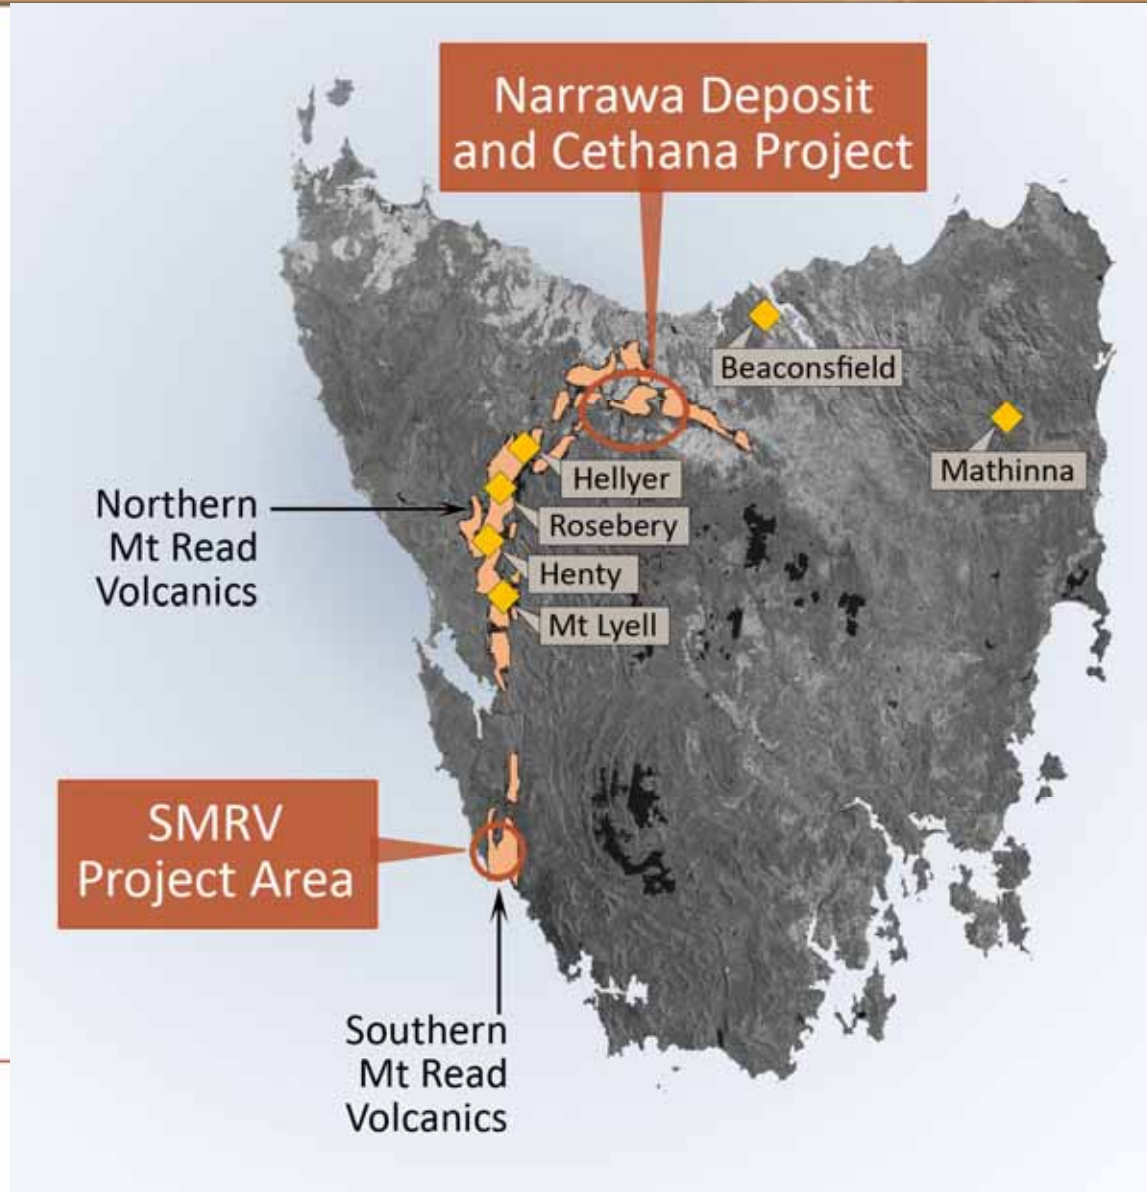 Narrawa Deposit
and Cethana Project
Beaconsfield
Mathinna
Hellyer
Northern
Mt Read
Volcanics
Rosebery
Henty
Mt Lyell
SMRV
Project Area
Southern
Mt Read
Volcanics